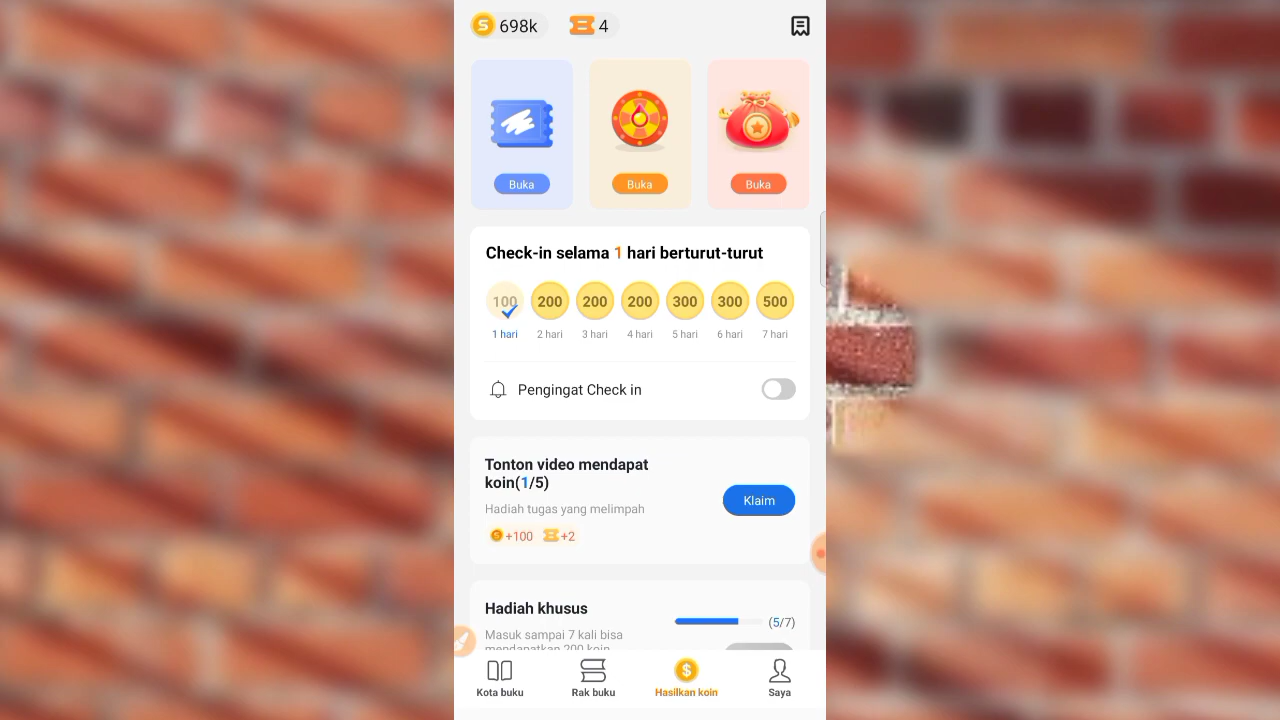 698k
4
Buka
Buka
Buka
Check-in selama 1 hari berturut-turut
100 200 200 200 300 300 500
1 hari 2 hari 3 hari 4 hari 5 hari 6 hari 7 hari
Pengingat Check in
Tonton video mendapat
koin(1/5)
Hadiah tugas yang melimpah
Klaim
+100 +2
Hadiah khusus
(5/7)
Masuk sampai 7 kali bisa
mendapatkan 200 koin
Kota buku Rak buku Hasilkan koin Saya